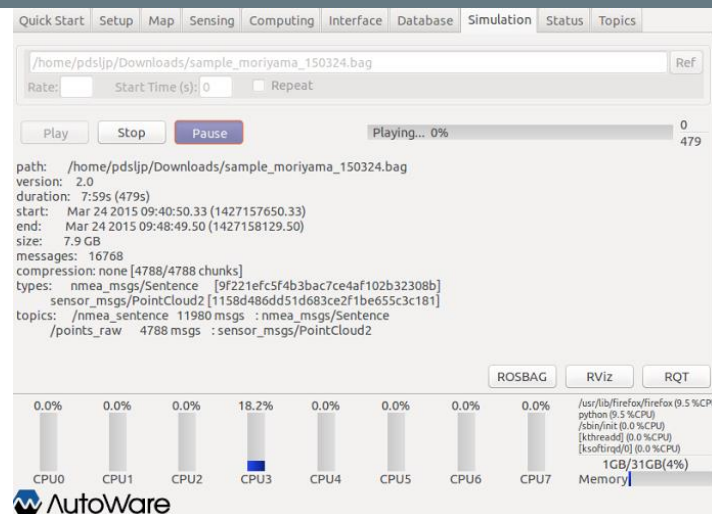 Quick Start Setup Map Sensing Computing Interface Database Simulation Status Topics
/home/pdsljp/Downloads/sample_moriyama_150324.bag Ref
Rate: Start Time (s): 0 Repeat
Play Stop Pause Playing... 0% 0
479
path: /home/pdsljp/Downloads/sample_moriyama_150324.bag
version: 2.0
duration: 7:59s (479s)
start: Mar 24 2015 09:40:50.33 (1427157650.33)
end: Mar 24 2015 09:48:49.50 (1427158129.50)
size: 7.9 GB
messages: 16768
compression: none [4788/4788 chunks]
types: nmea_msgs/Sentence [9f221efc5f4b3bac7ce4af102b32308b]
sensor_msgs/PointCloud2 [1158d486dd51d683ce2f1be655c3c181]
topics: /nmea_sentence 11980 msgs : nmea_msgs/Sentence
/points_raw 4788 msgs : sensor_msgs/PointCloud2
ROSBAG RViz RQT
0.0% 0.0% 0.0% 18.2% 0.0% 0.0% 0.0% 0.0%
/usr/lib/firefox/firefox (9.5 %CP
python (9.5 %CPU)
/sbin/init (0.0 %CPU)
[kthreadd] (0.0 %CPU)
[ksoftirqd/0] (0.0 %CPU)
1GB/31GB(4%)
CPU0 CPU1 CPU2 CPU3 CPU4 CPU5 CPU6 CPU7 Memory
AutoWare